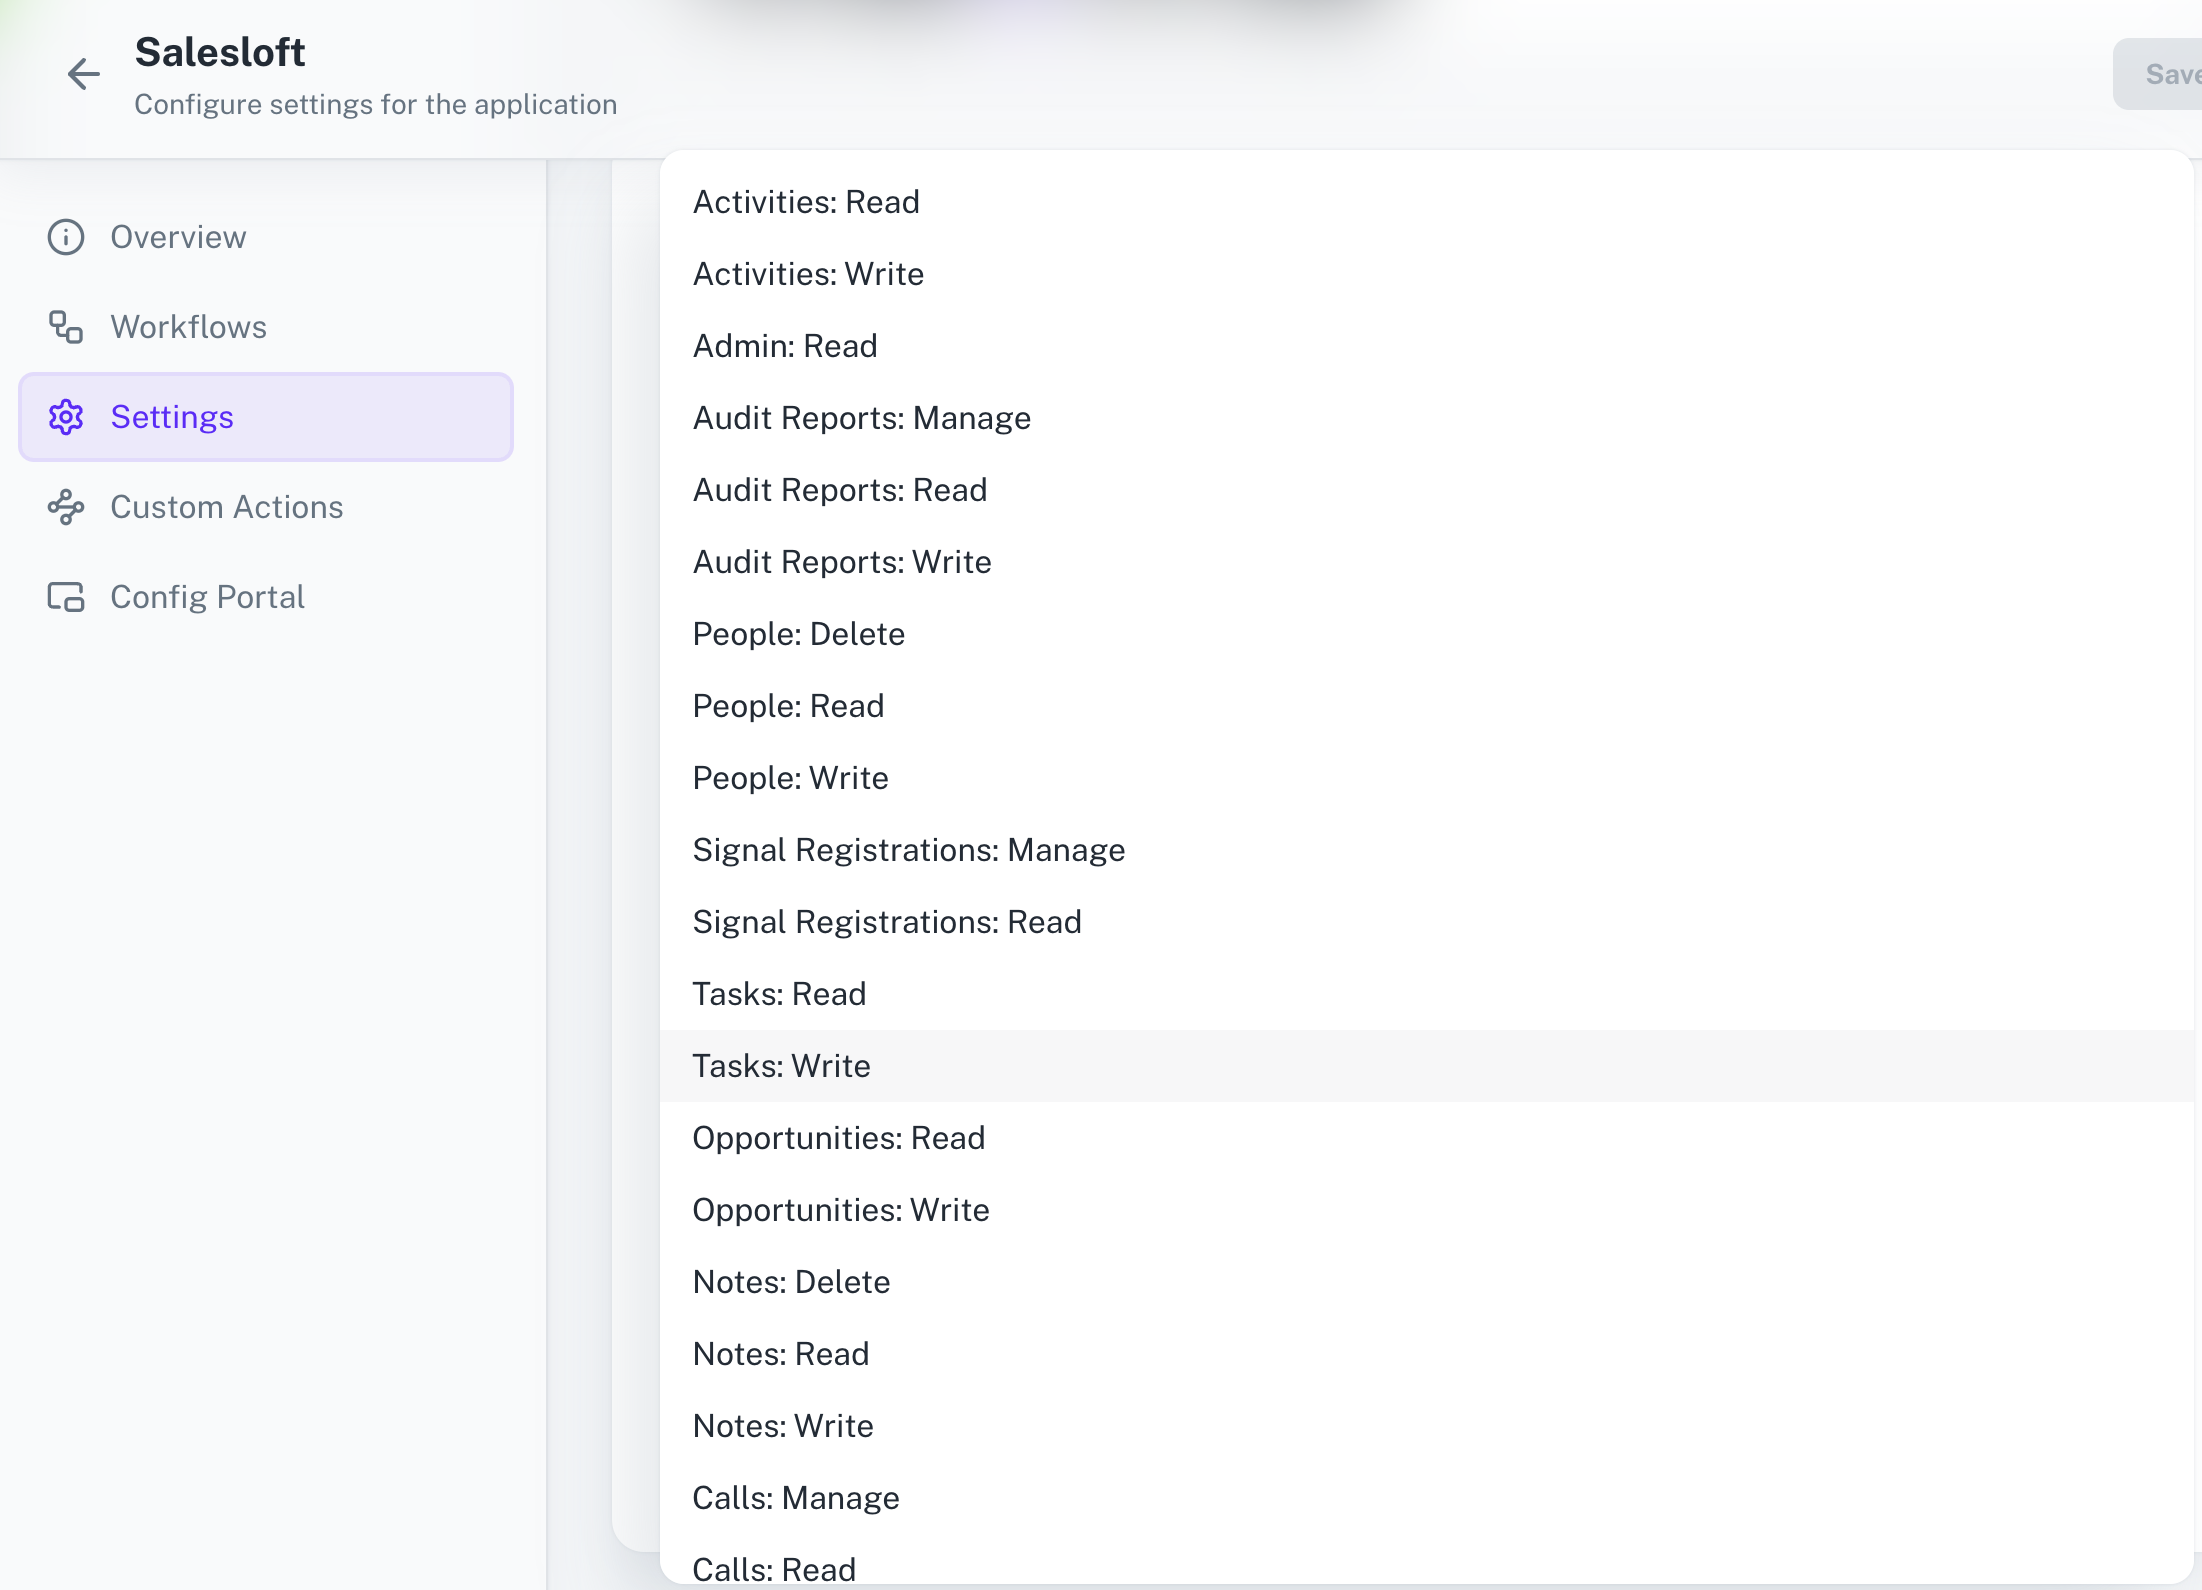 Salesloft
Configure settings for the application
Overview
Workflows
Settings
Custom Actions
Config Portal
Activities: Read
Activities: Write
Admin: Read
Audit Reports: Manage
Audit Reports: Read
Audit Reports: Write
People: Delete
People: Read
People: Write
Signal Registrations: Manage
Signal Registrations: Read
Tasks: Read
Tasks: Write
Opportunities: Read
Opportunities: Write
Notes: Delete
Notes: Read
Notes: Write
Calls: Manage
Calls: Read